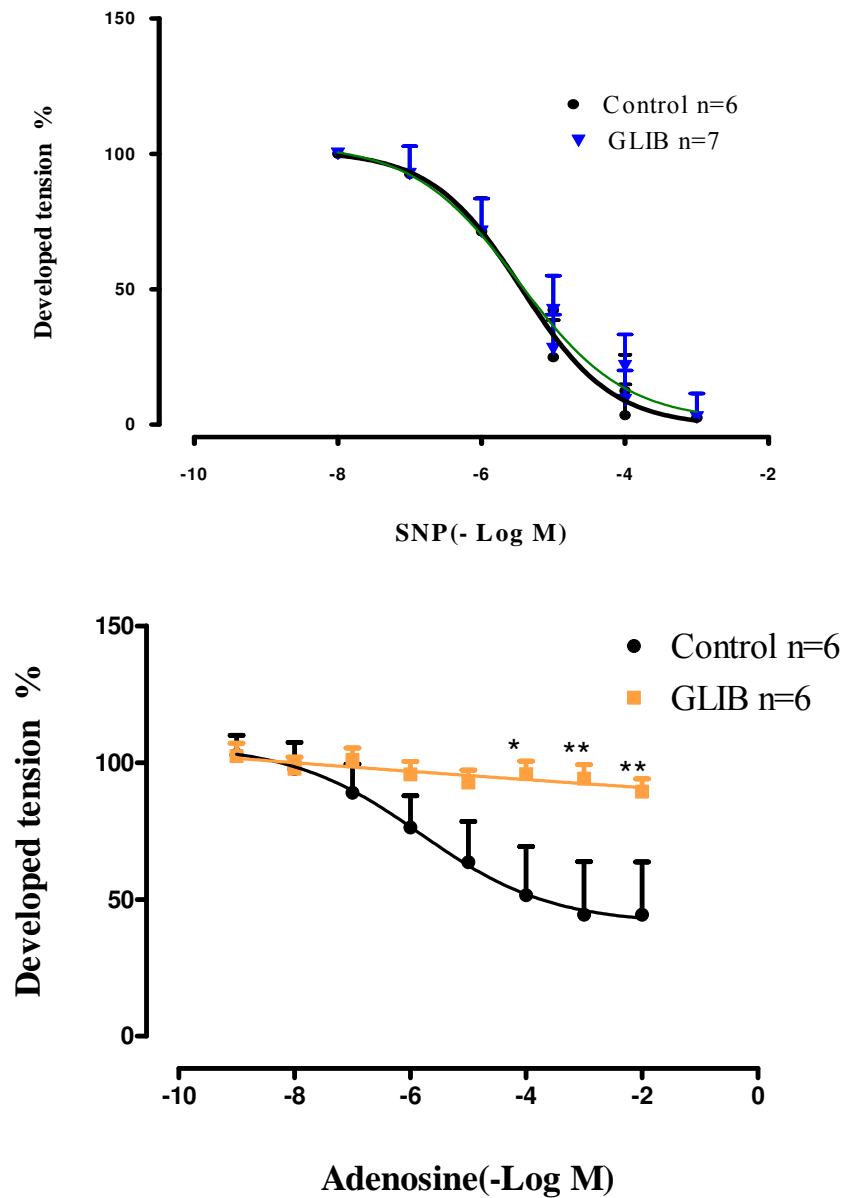 150
Control n=6
GLIB n=7
Developed tension %
100
50
0
-10
-8
-6
-4
-2
SNP(- Log M)
150
Control n=6
GLIB n=6
Developed tension %
*
**
**
100
50
0
-10
-8
-6
-4
-2
0
Adenosine(-Log M)